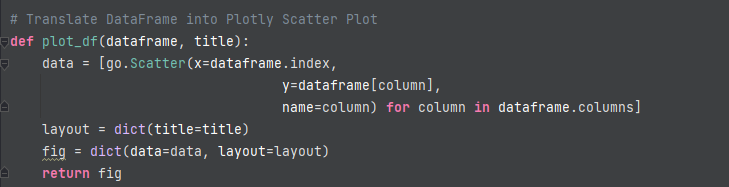 # Translate DataFrame into Plotly Scatter Plot
def plot_df(dataframe, title):
    data = [go.Scatter(x=dataframe.index,
                                    y=dataframe[column],
                                    name=column) for column in dataframe.columns]
    layout = dict(title=title)
    fig = dict(data=data, layout=layout)
    return fig